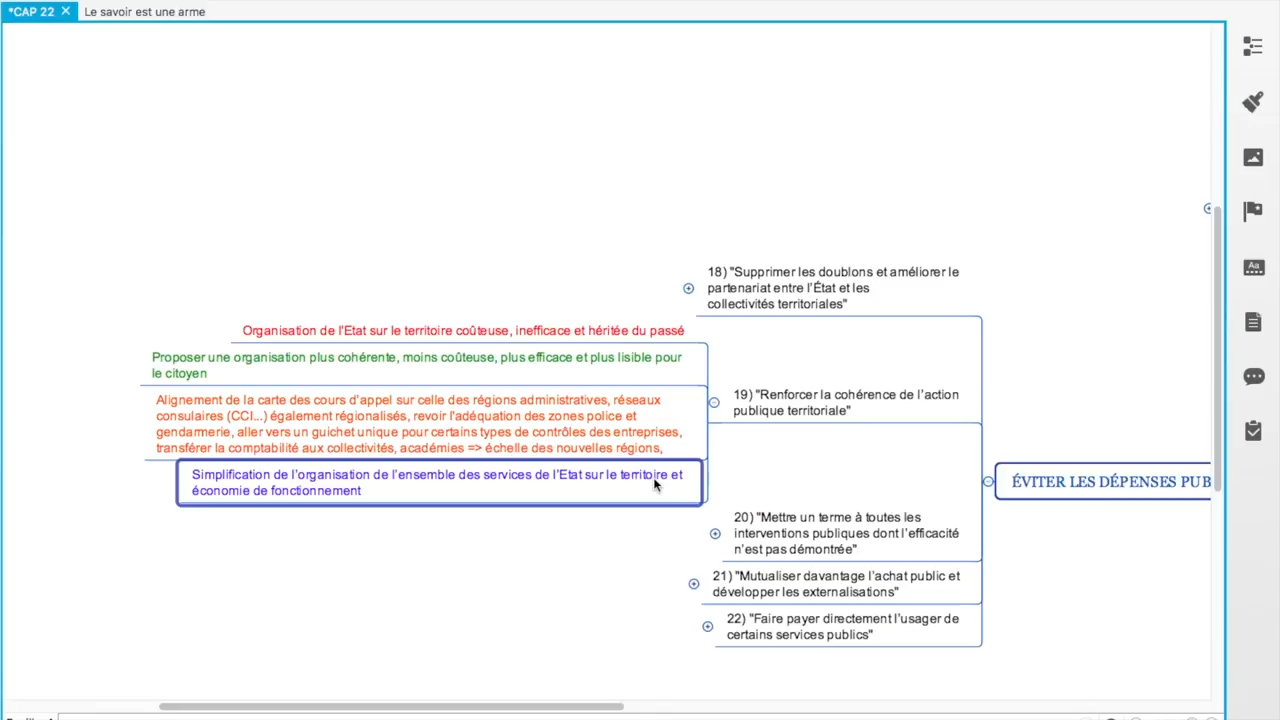 *CAP 22
Le savoir est une arme
18) "Supprimer les doublons et améliorer le
partenariat entre l'État et les
collectivités territoriales"
Organisation de l'Etat sur le territoire coûteuse, inefficace et héritée du passé
Proposer une organisation plus cohérente, moins coûteuse, plus efficace et plus lisible pour
le citoyen
Alignement de la carte des cours d'appel sur celle des régions administratives, réseaux
consulaires (CCI...) également régionalisés, revoir l'adéquation des zones police et
gendarmerie, aller vers un guichet unique pour certains types de contrôles des entreprises,
transférer la comptabilité aux collectivités, académies => échelle des nouvelles régions,
Simplification de l'organisation de l'ensemble des services de l'Etat sur le territoire et
économie de fonctionnement
19) "Renforcer la cohérence de l'action
publique territoriale"
ÉVITER LES DÉPENSES PUB
20) "Mettre un terme à toutes les
interventions publiques dont l'efficacité
n'est pas démontrée"
21) "Mutualiser davantage l'achat public et
développer les externalisations"
22) "Faire payer directement l'usager de
certains services publics"
Aa